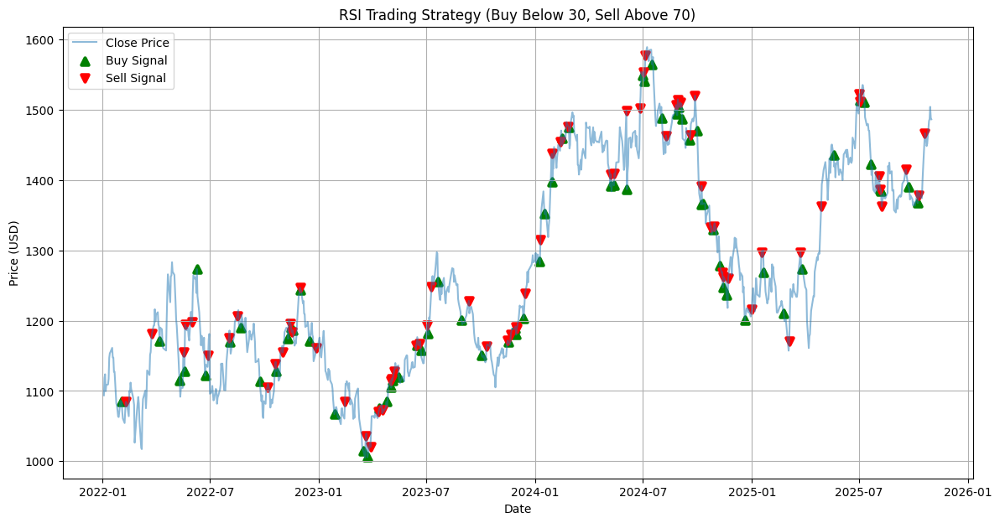 RSI Trading Strategy (Buy Below 30, Sell Above 70)
Close Price
Buy Signal
Sell Signal
Price (USD)
1600
1500
1400
1300
1200
1100
1000
2022-01 2022-07 2023-01 2023-07 2024-01 2024-07 2025-01 2025-07 2026-01
Date